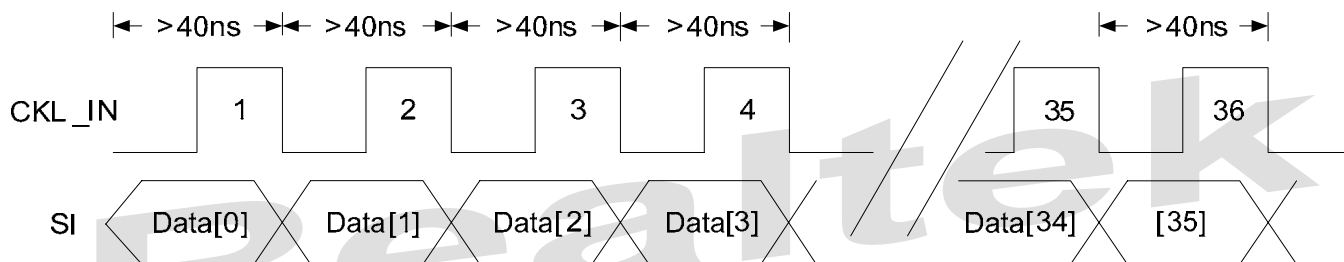 >40ns >40ns >40ns >40ns >40ns
CKL_IN 1 2 3 4 35 36
SI Data[0] Data[1] Data[2] Data[3] Data[34] [35]
Realtek